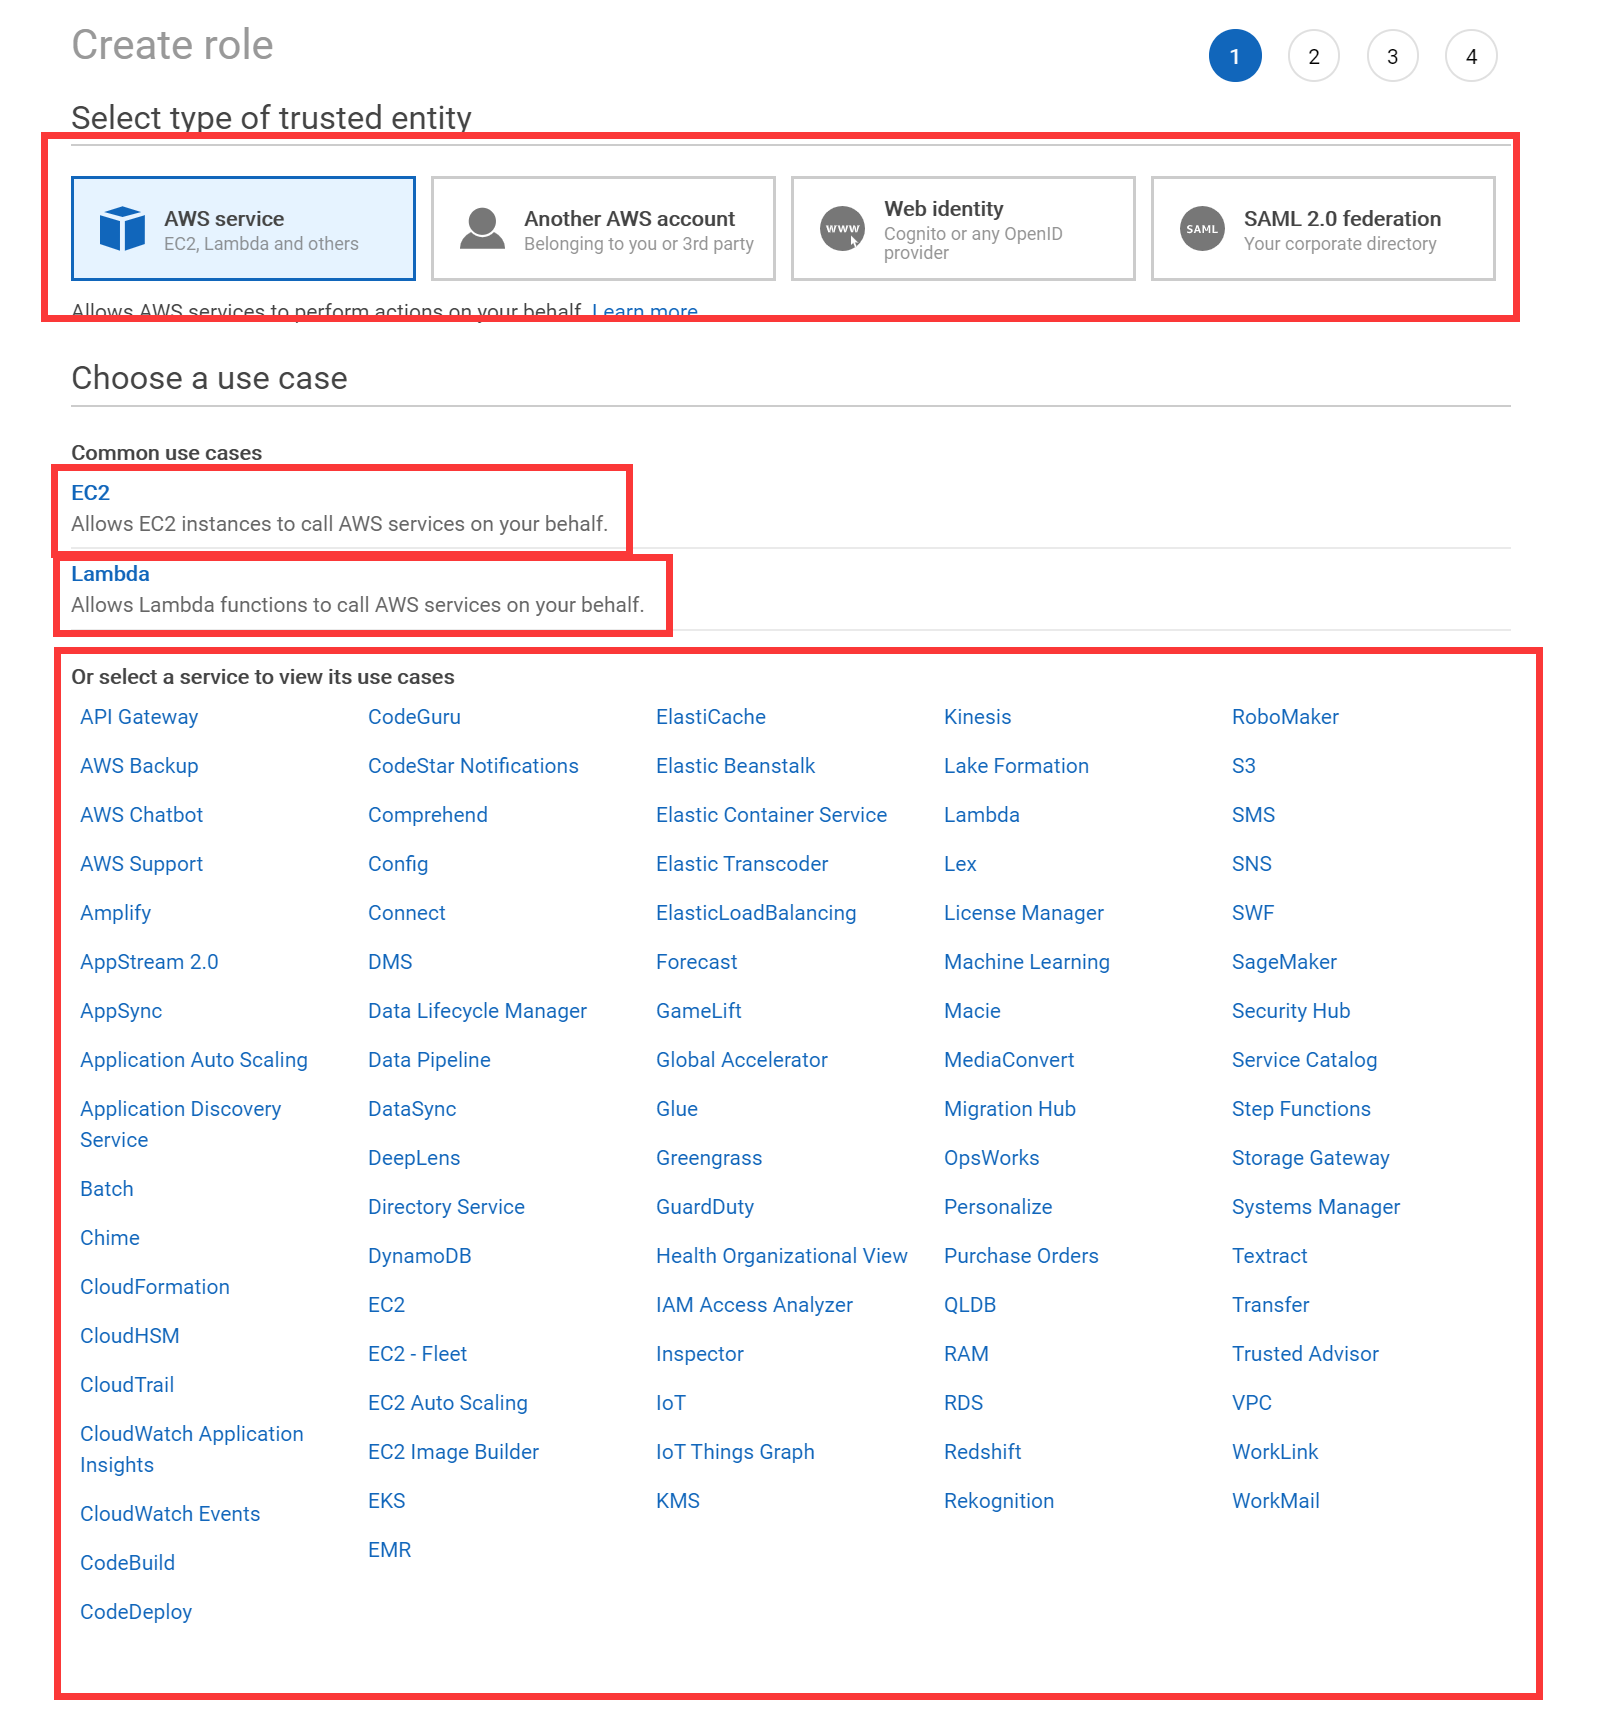 Create role
1 2 3 4
Select type of trusted entity
AWS service
EC2, Lambda and others
Another AWS account
Belonging to you or 3rd party
WWW
Web identity
Cognito or any OpenID
provider
SAML
SAML 2.0 federation
Your corporate directory
Allows AWS services to perform actions on your behalf. Learn more
Choose a use case
Common use cases
EC2
Allows EC2 instances to call AWS services on your behalf.
Lambda
Allows Lambda functions to call AWS services on your behalf.
Or select a service to view its use cases
API Gateway
AWS Backup
AWS Chatbot
AWS Support
Amplify
AppStream 2.0
AppSync
Application Auto Scaling
Application Discovery
Service
Batch
Chime
CloudFormation
CloudHSM
CloudTrail
CloudWatch Application
Insights
CloudWatch Events
CodeBuild
CodeDeploy
CodeGuru
CodeStar Notifications
Comprehend
Config
Connect
DMS
Data Lifecycle Manager
Data Pipeline
DataSync
DeepLens
Directory Service
DynamoDB
EC2
EC2 - Fleet
EC2 Auto Scaling
EC2 Image Builder
EKS
EMR
ElastiCache
Elastic Beanstalk
Elastic Container Service
Elastic Transcoder
ElasticLoadBalancing
Forecast
GameLift
Global Accelerator
Glue
Greengrass
GuardDuty
Health Organizational View
IAM Access Analyzer
Inspector
IoT
IoT Things Graph
KMS
Kinesis
Lake Formation
Lambda
Lex
License Manager
Machine Learning
Macie
MediaConvert
Migration Hub
OpsWorks
Personalize
Purchase Orders
QLDB
RAM
RDS
Redshift
Rekognition
RoboMaker
S3
SMS
SNS
SWF
SageMaker
Security Hub
Service Catalog
Step Functions
Storage Gateway
Systems Manager
Textract
Transfer
Trusted Advisor
VPC
WorkLink
WorkMail